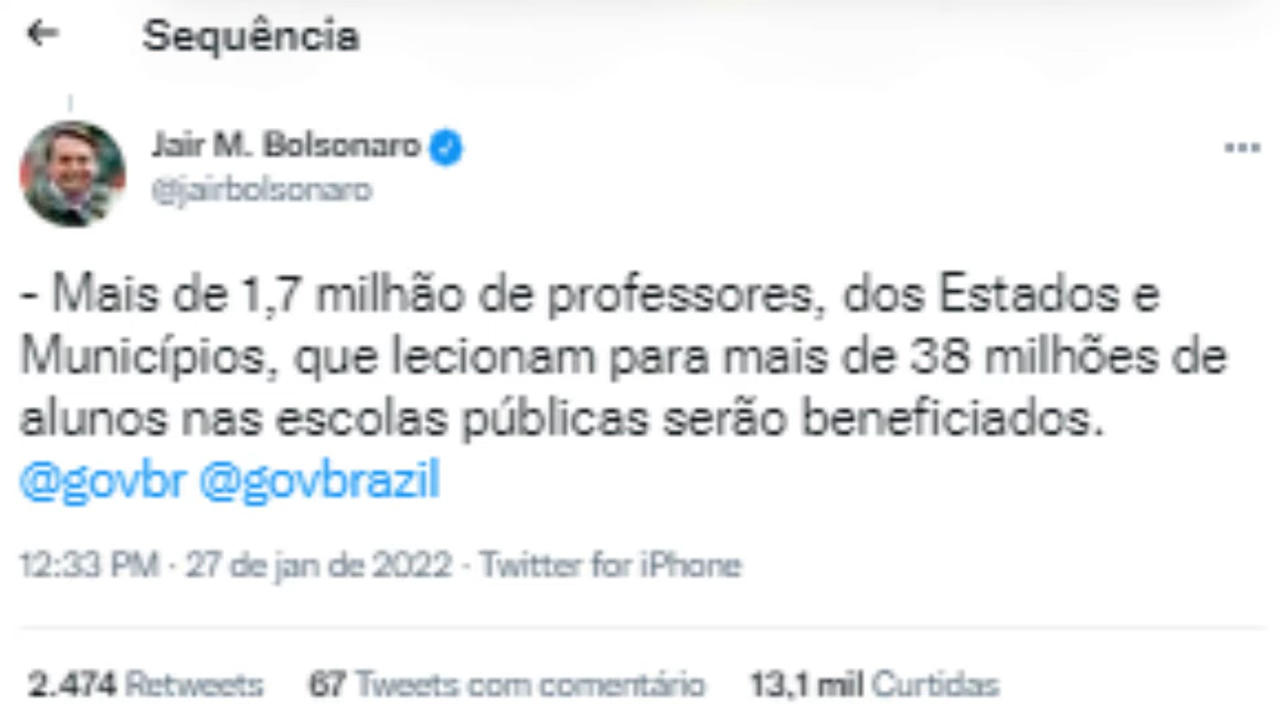 Sequência
Jair M. Bolsonaro
@jairbolsonaro
- Mais de 1,7 milhão de professores, dos Estados e
Municípios, que lecionam para mais de 38 milhões de
alunos nas escolas públicas serão beneficiados.
@govbr @govbrazil
12:33 PM · 27 de jan de 2022 · Twitter for iPhone
2.474 Retweets 67 Tweets com comentário 13,1 mil Curtidas